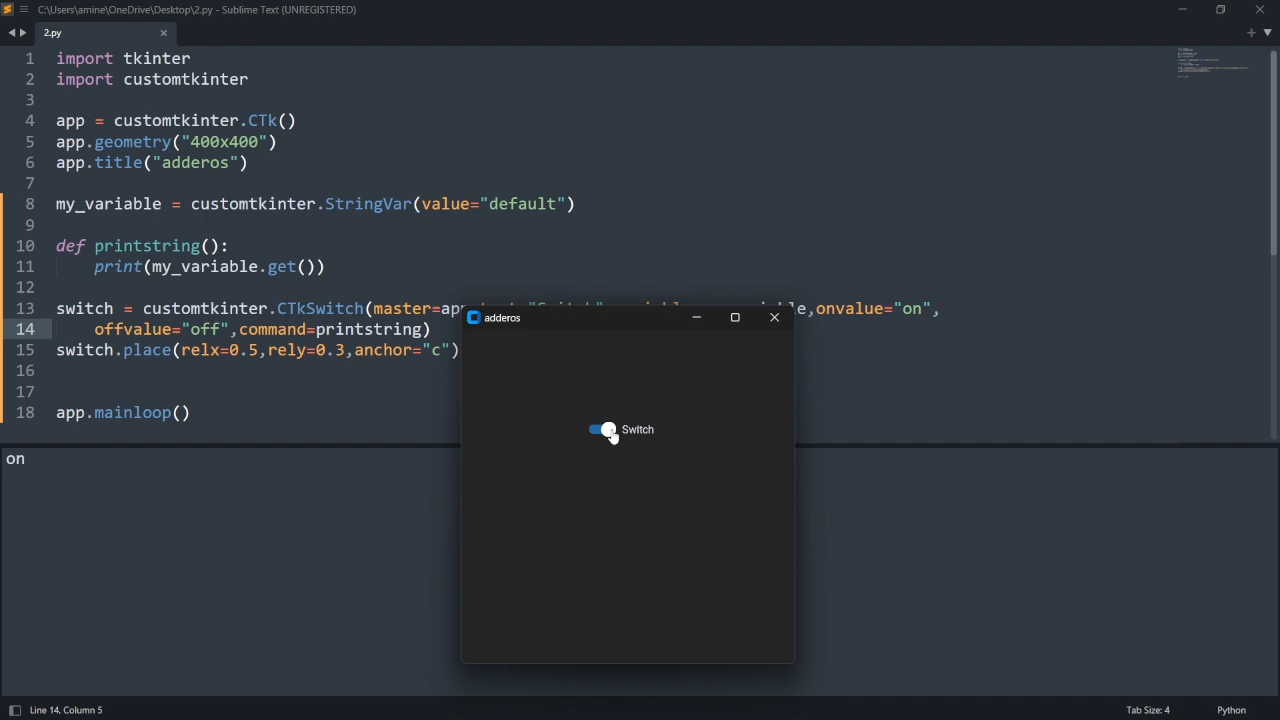 C:\Users\amine\OneDrive\Desktop\2.py - Sublime Text (UNREGISTERED)
2.py
1 import tkinter
2 import customtkinter
3
4 app = customtkinter.CTk()
5 app.geometry("400x400")
6 app.title("adderos")
7
8 my_variable = customtkinter.StringVar(value="default")
9
10 def printstring():
11 print(my_variable.get())
12
13 switch = customtkinter.CTkSwitch(master=ap le,onvalue="on",
14 offvalue="off",command=printstring)
15 switch.place(relx=0.5,rely=0.3,anchor="c")
16
17
18 app.mainloop()
adderos
Switch
on
Line 14, Column 5
Tab Size: 4
Python